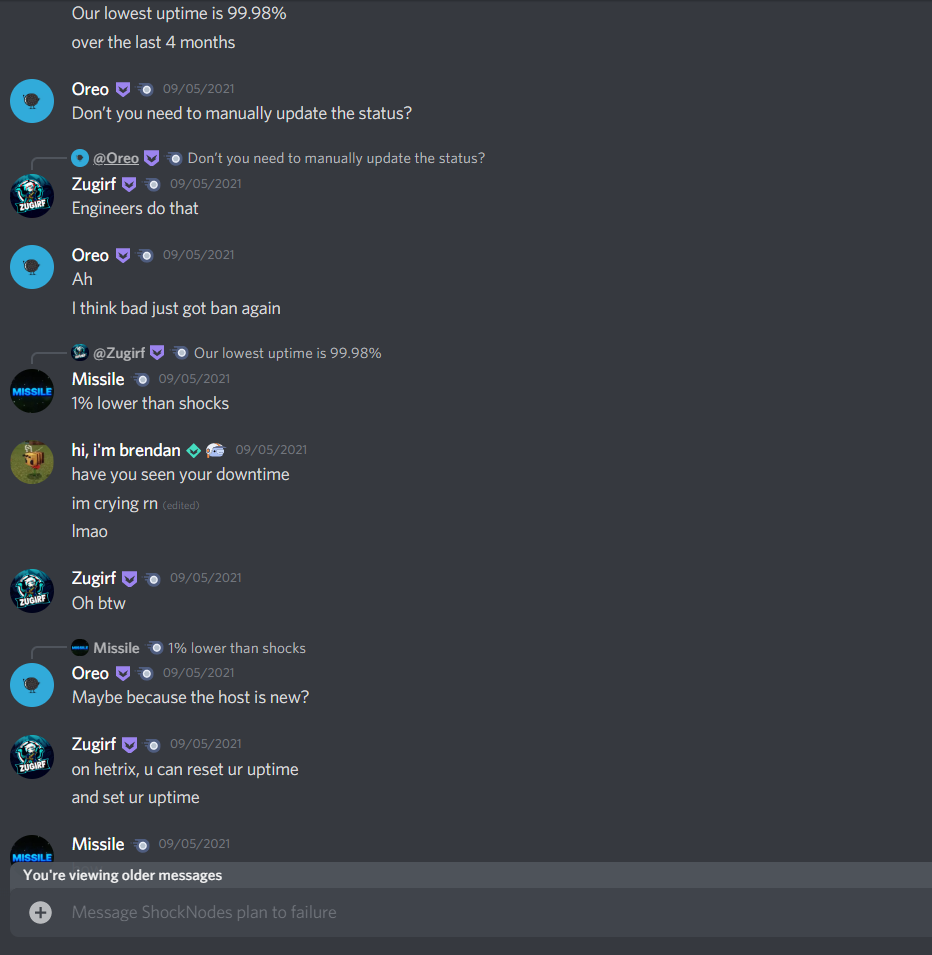 Our lowest uptime is 99.98%
over the last 4 months
Oreo 09/05/2021
Don’t you need to manually update the status?
@Oreo Don’t you need to manually update the status?
Zugirf 09/05/2021
Engineers do that
ZUGIRF
Oreo 09/05/2021
Ah
I think bad just got ban again
@Zugirf Our lowest uptime is 99.98%
Missile 09/05/2021
MISSILE
1% lower than shocks
hi, i'm brendan 09/05/2021
have you seen your downtime
im crying rn (edited)
lmao
Zugirf 09/05/2021
ZUGIRF
Oh btw
Missile 1% lower than shocks
Oreo 09/05/2021
Maybe because the host is new?
Zugirf 09/05/2021
ZUGIRF
on hetrix, u can reset ur uptime
and set ur uptime
Missile 09/05/2021
MISSILE
You're viewing older messages
Message ShockNodes plan to failure